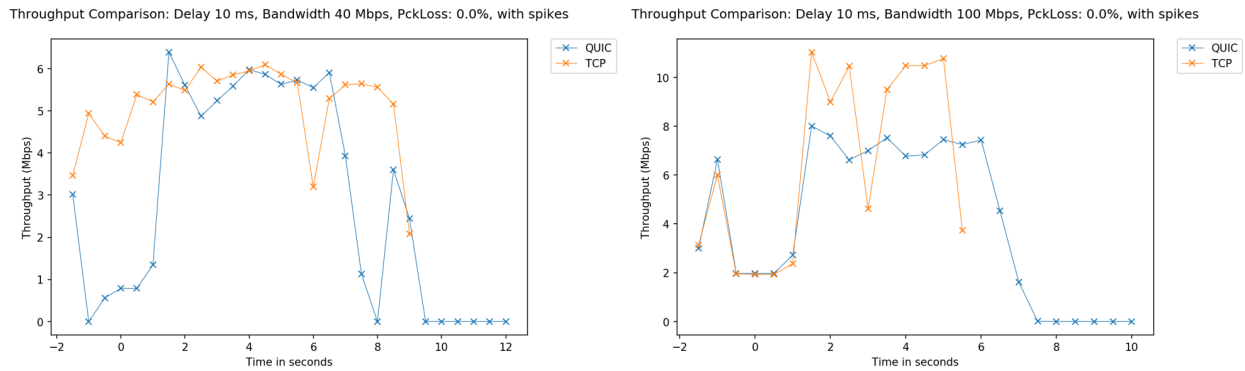 Throughput Comparison: Delay 10 ms, Bandwidth 40 Mbps, PckLoss: 0.0%, with spikes
QUIC
TCP
Throughput (Mbps)
6
5
4
3
2
1
0
−2
0
2
4
6
8
10
12
Time in seconds
Throughput Comparison: Delay 10 ms, Bandwidth 100 Mbps, PckLoss: 0.0%, with spikes
QUIC
TCP
Throughput (Mbps)
10
8
6
4
2
0
−2
0
2
4
6
8
10
Time in seconds